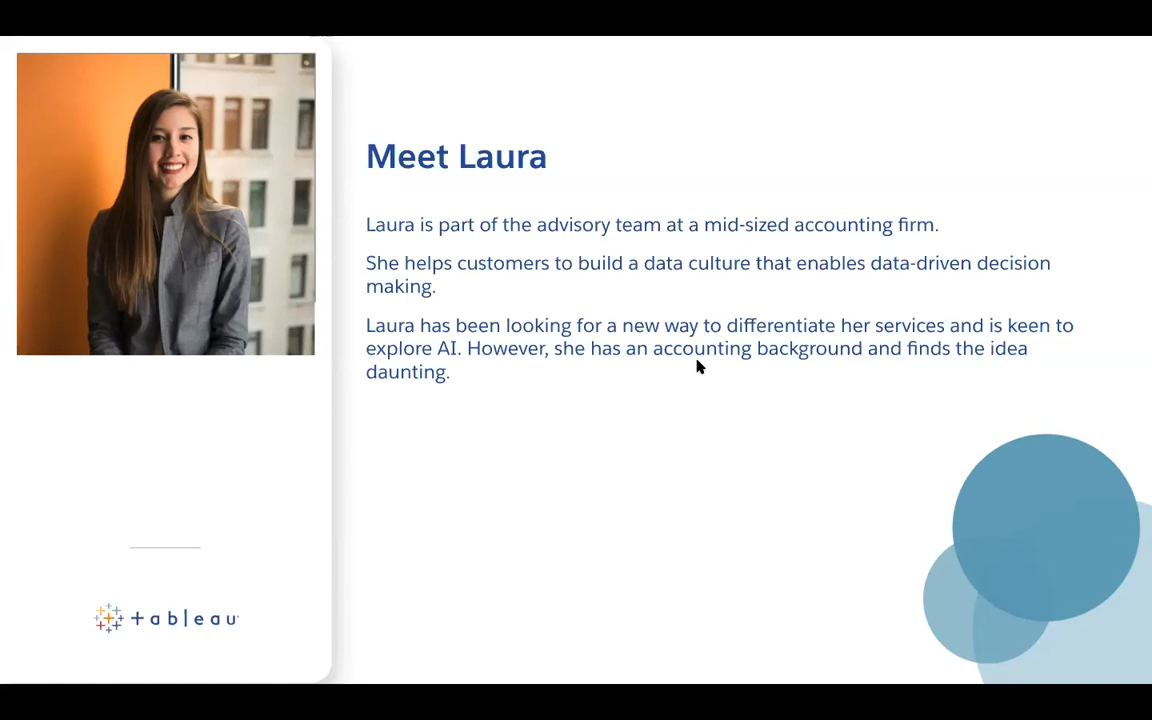 Meet Laura
Laura is part of the advisory team at a mid-sized accounting firm.
She helps customers to build a data culture that enables data-driven decision
making.
Laura has been looking for a new way to differentiate her services and is keen to
explore AI. However, she has an accounting background and finds the idea
daunting.
tableau